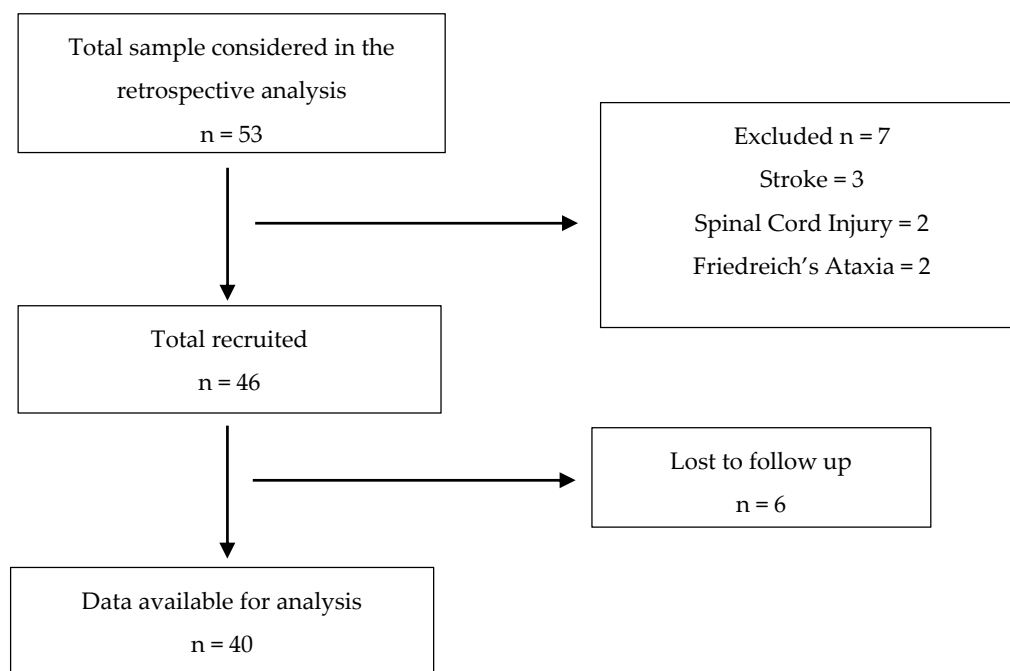 Total sample considered in the
retrospective analysis
n = 53
Excluded n = 7
Stroke = 3
Spinal Cord Injury = 2
Friedreich’s Ataxia = 2
Total recruited
n = 46
Lost to follow up
n = 6
Data available for analysis
n = 40